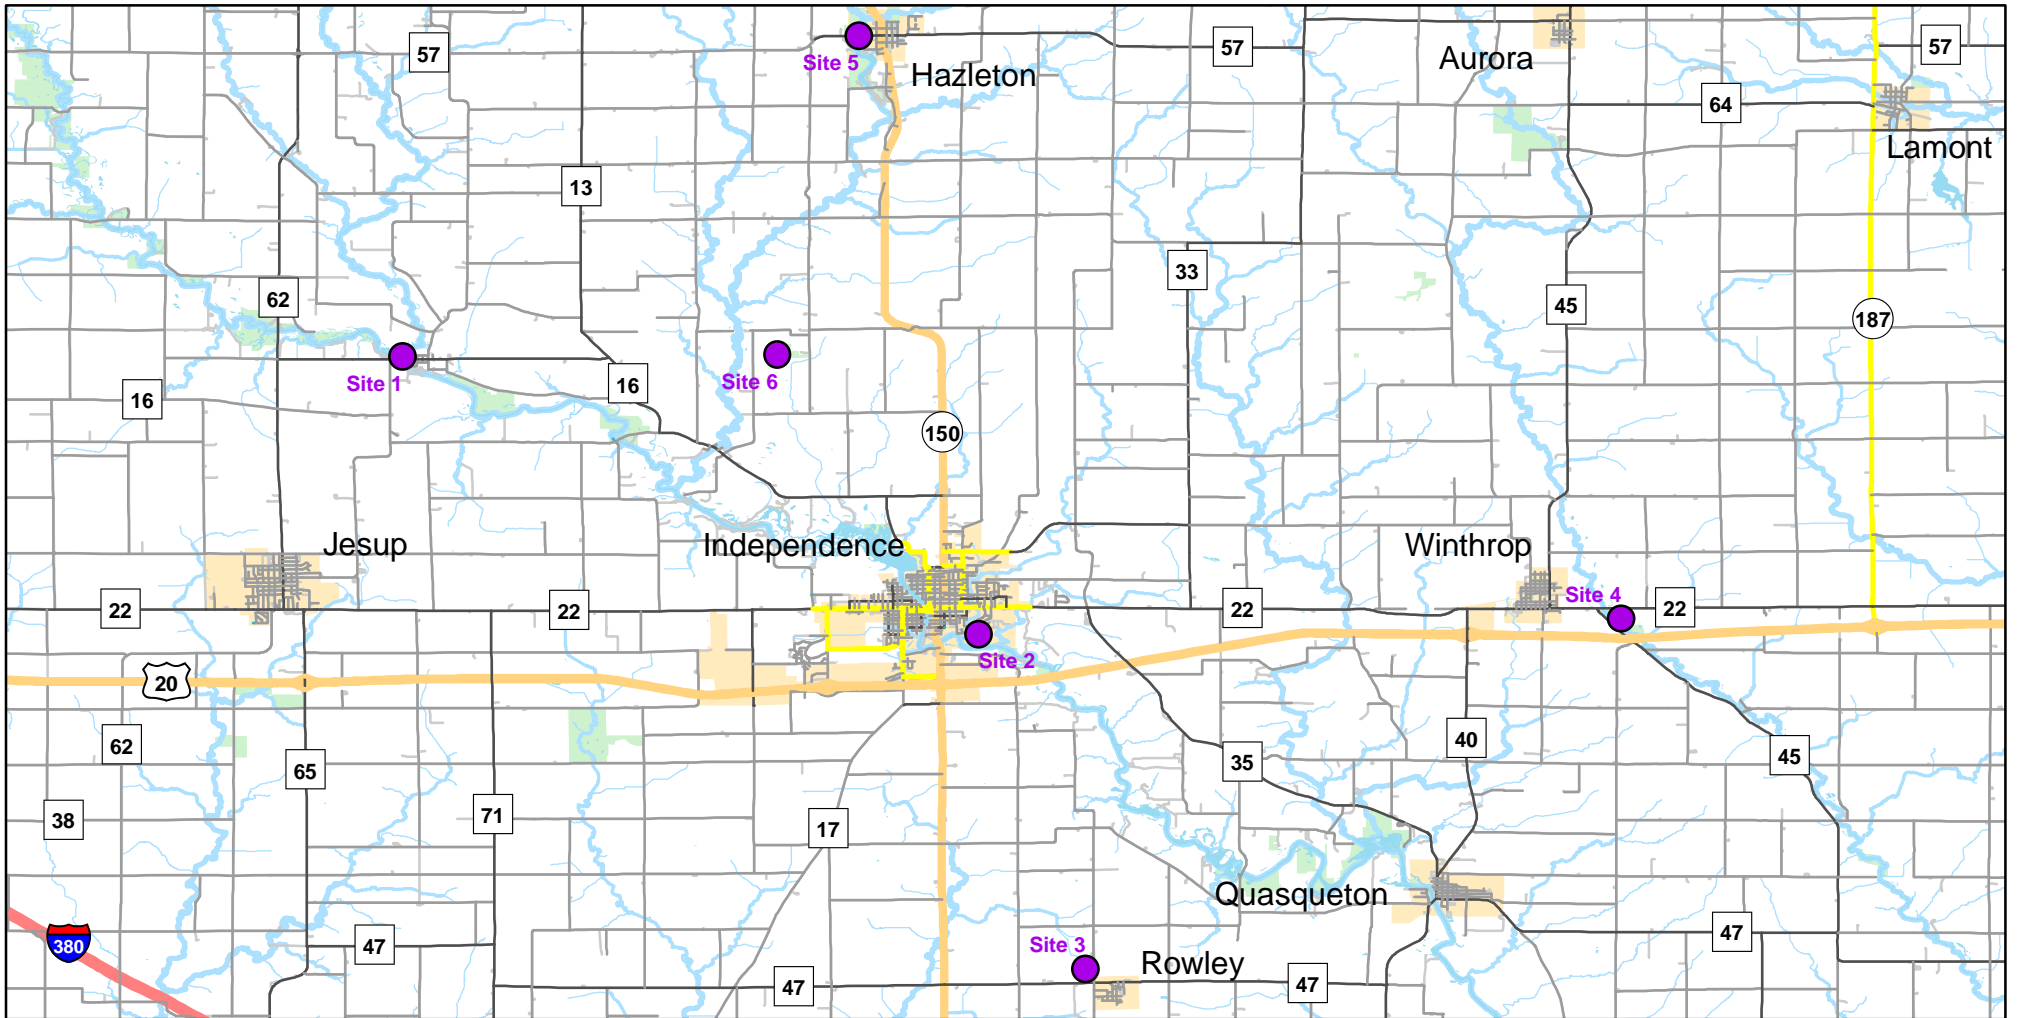 57
Site 5
Hazleton
57
Aurora
57
64
Lamont
13
62
33
45
187
Site 1
16
16
Site 6
150
Jesup
Independence
Winthrop
22
22
22
Site 4
22
Site 2
20
62
65
71
17
35
40
45
38
Quasqueton
380
47
Site 3
Rowley
47
47
47